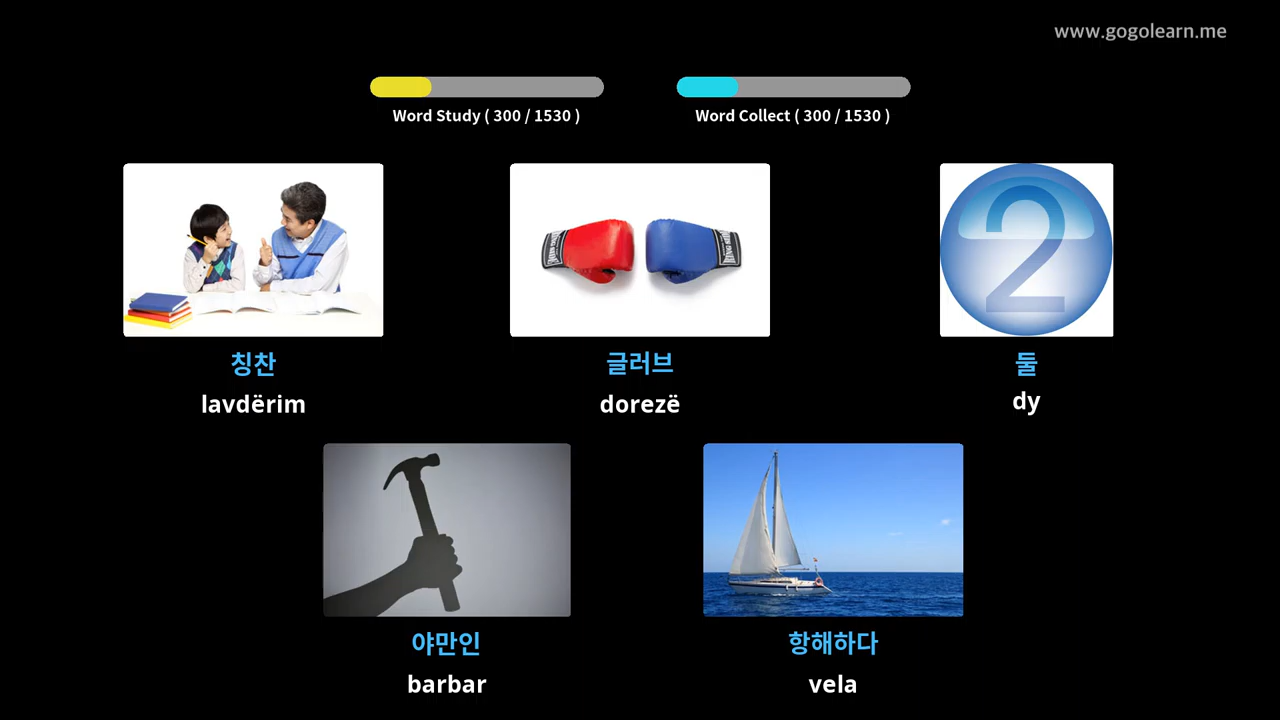 www.gogolearn.me
Word Study ( 300 / 1530 )
Word Collect ( 300 / 1530 )
2
칭찬
글러브
둘
lavdërim
dorezë
dy
야만인
항해하다
barbar
vela